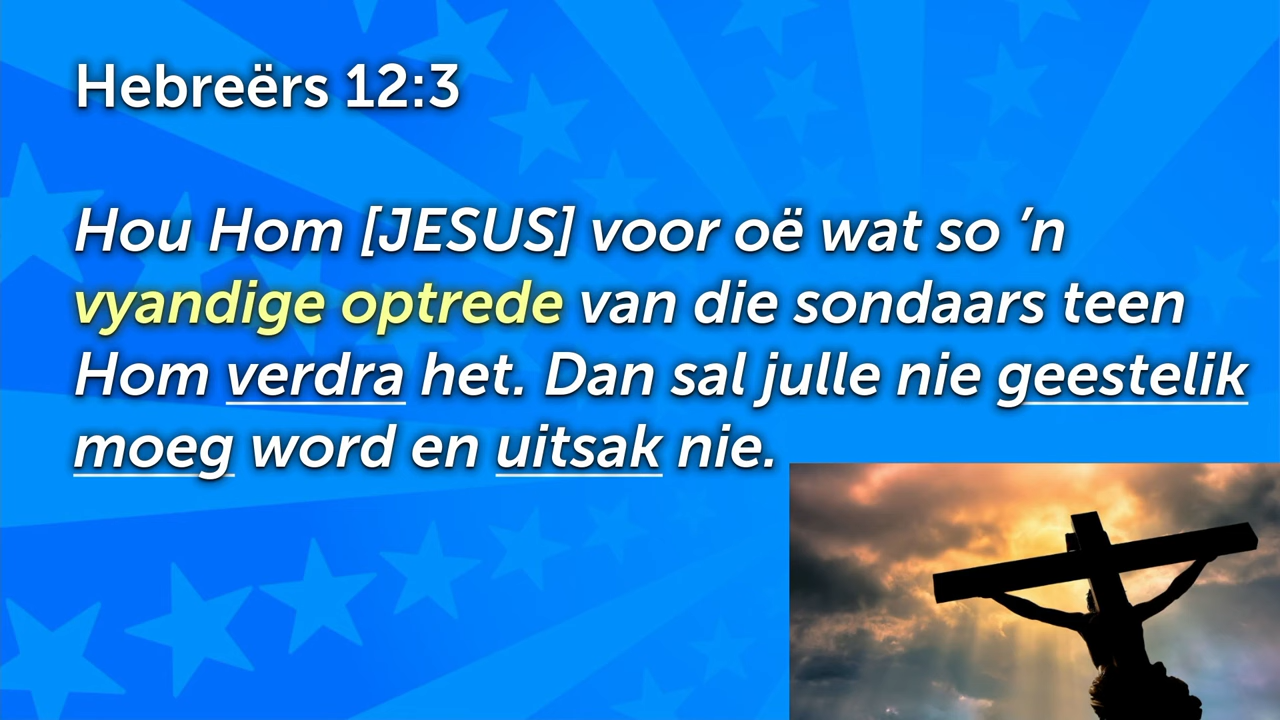 Hebreërs 12:3
Hou Hom [JESUS] voor oë wat so ’n
vyandige optrede van die sondaars teen
Hom verdra het. Dan sal julle nie geestelik
moeg word en uitsak nie.